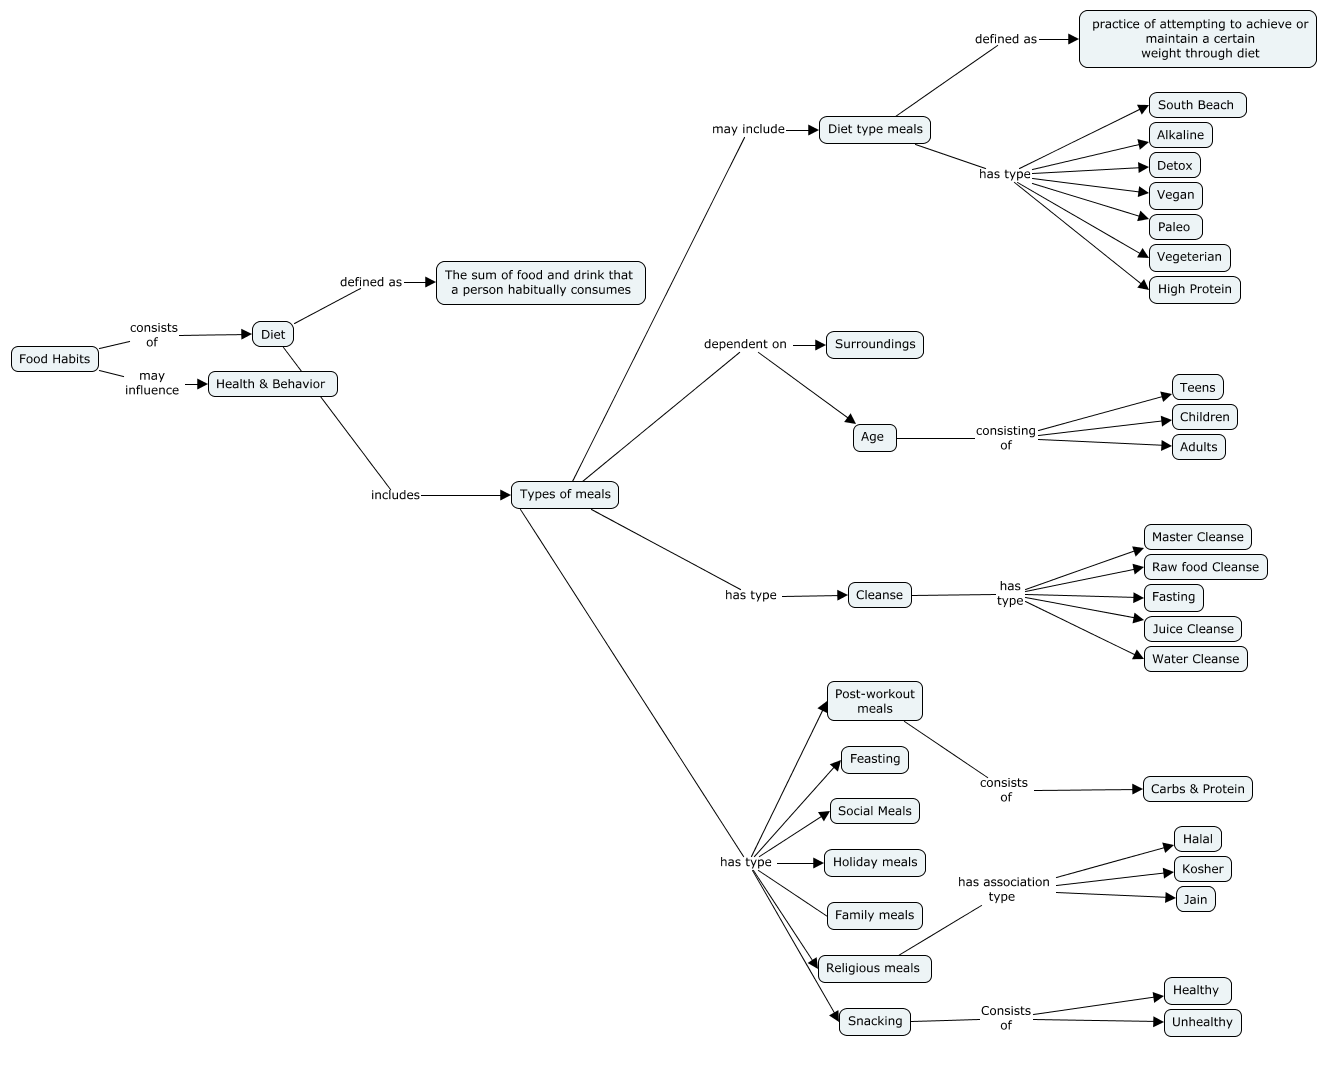 practice of attempting to achieve or
maintain a certain
weight through diet
defined as
South Beach
may include
Diet type meals
Alkaline
Detox
has type
Vegan
Paleo
Vegeterian
High Protein
The sum of food and drink that
a person habitually consumes
defined as
consists
of
Diet
Food Habits
may
influence
Health & Behavior
dependent on
Surroundings
Teens
Children
Age
consisting
of
Adults
includes
Types of meals
Master Cleanse
Raw food Cleanse
has type
Cleanse
has
type
Fasting
Juice Cleanse
Water Cleanse
Post-workout
meals
Feasting
consists
of
Carbs & Protein
Social Meals
Halal
has type
Holiday meals
Kosher
has association
type
Jain
Family meals
Religious meals
Healthy
Snacking
Consists
of
Unhealthy